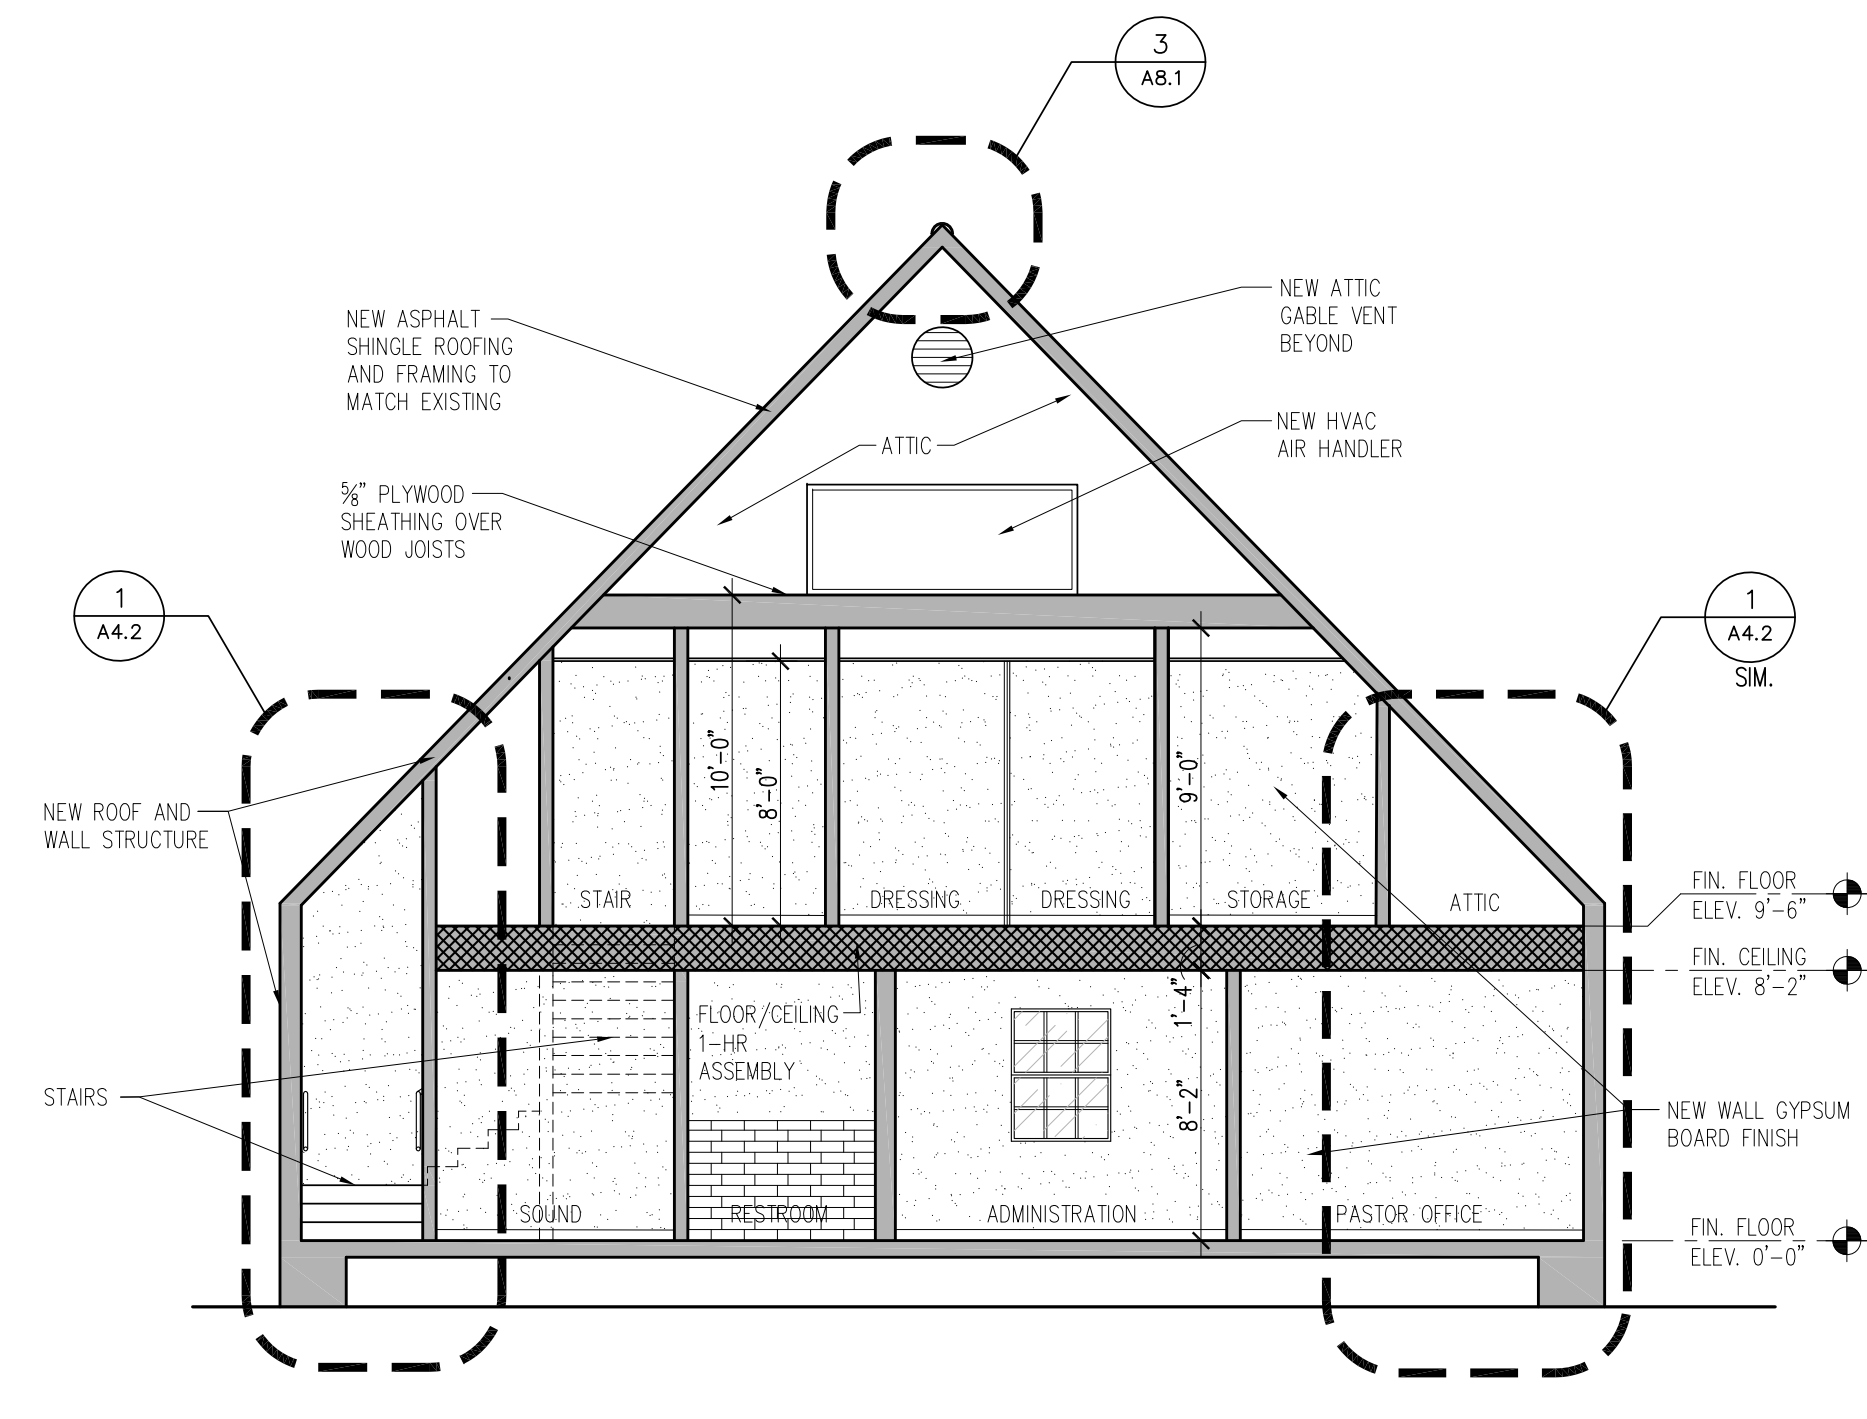 3
A8.1
NEW ATTIC
GABLE VENT
BEYOND
NEW ASPHALT
SHINGLE ROOFING
AND FRAMING TO
MATCH EXISTING
ATTIC
NEW HVAC
AIR HANDLER
⅝" PLYWOOD
SHEATHING OVER
WOOD JOISTS
1
A4.2
1
A4.2
SIM.
10'-0"
8'-0"
9'-0"
NEW ROOF AND
WALL STRUCTURE
STAIR
DRESSING
DRESSING
STORAGE
ATTIC
FIN. FLOOR
ELEV. 9'-6"
FIN. CEILING
ELEV. 8'-2"
1'-4"
FLOOR/CEILING
1-HR
ASSEMBLY
STAIRS
8'-2"
NEW WALL GYPSUM
BOARD FINISH
SOUND
RESTROOM
ADMINISTRATION
PASTOR OFFICE
FIN. FLOOR
ELEV. 0'-0"